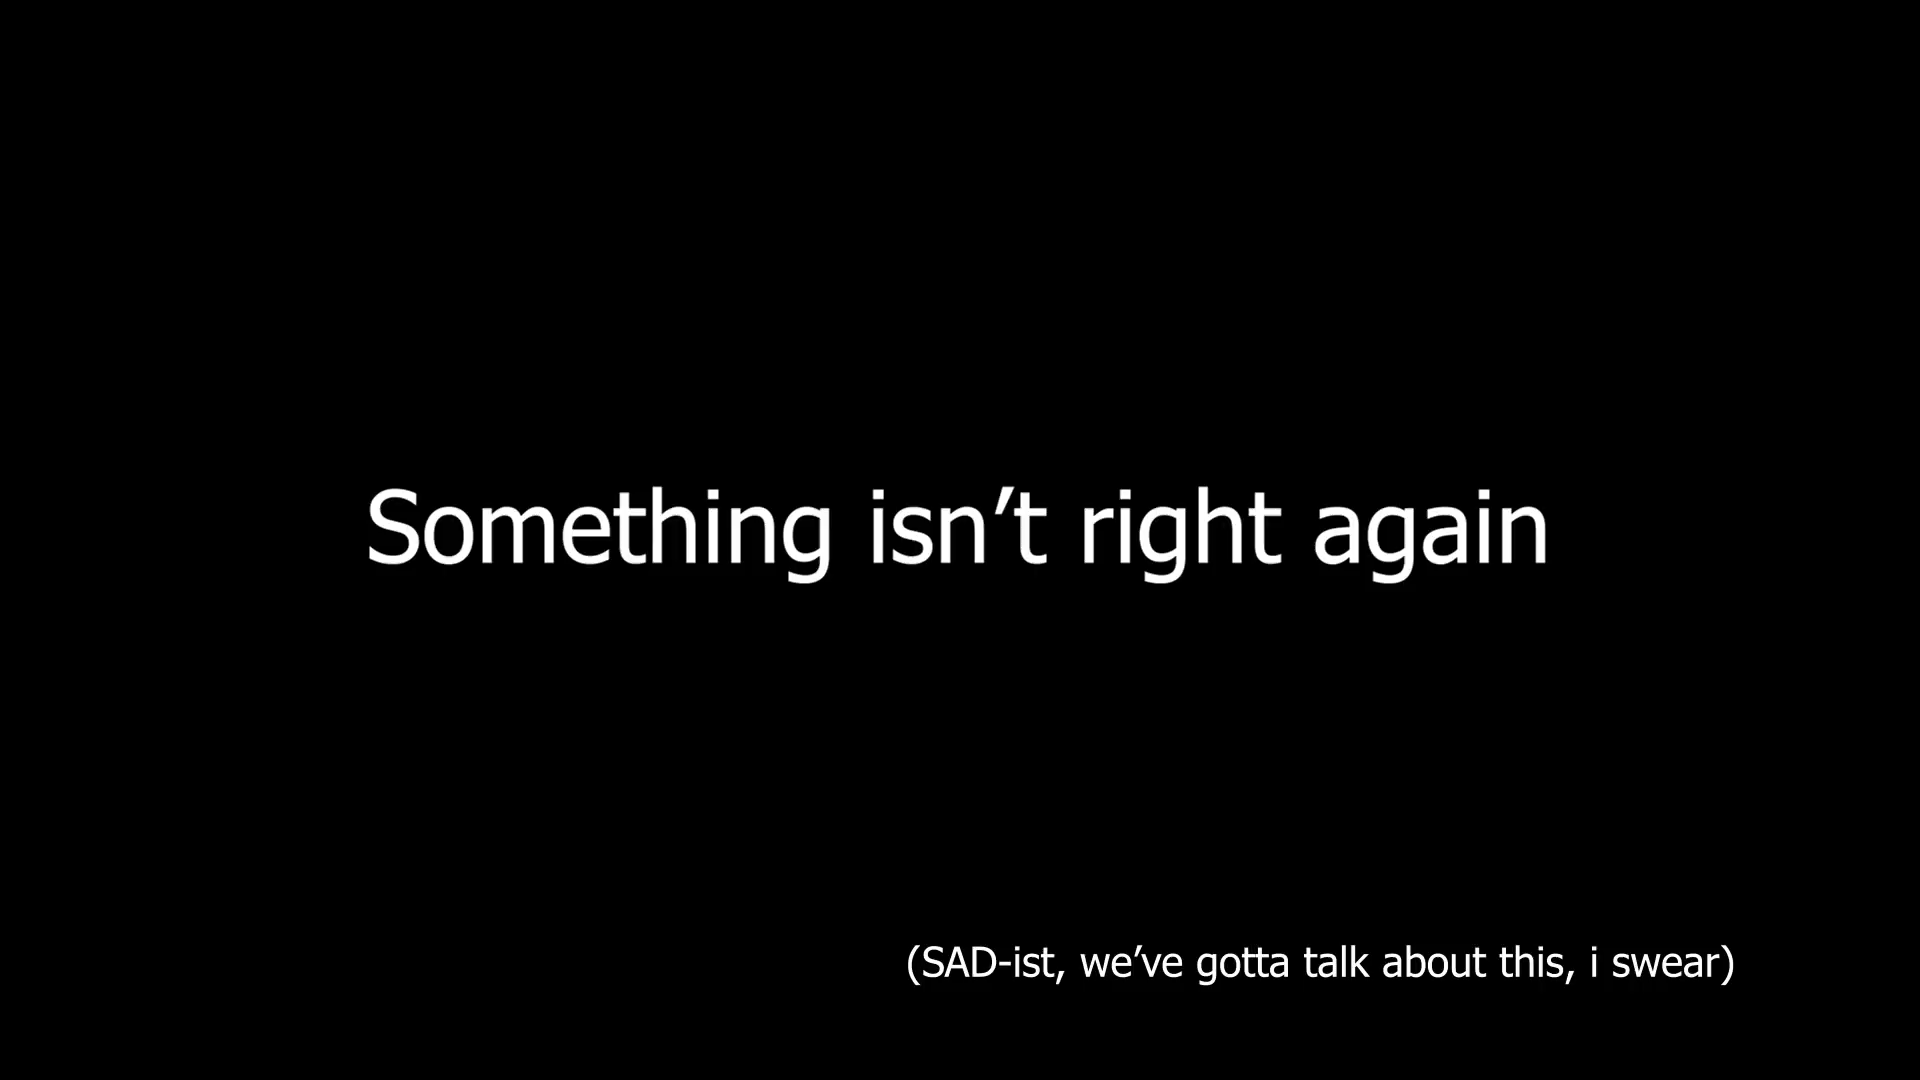 Something isn’t right again
(SAD-ist, we’ve gotta talk about this, i swear)